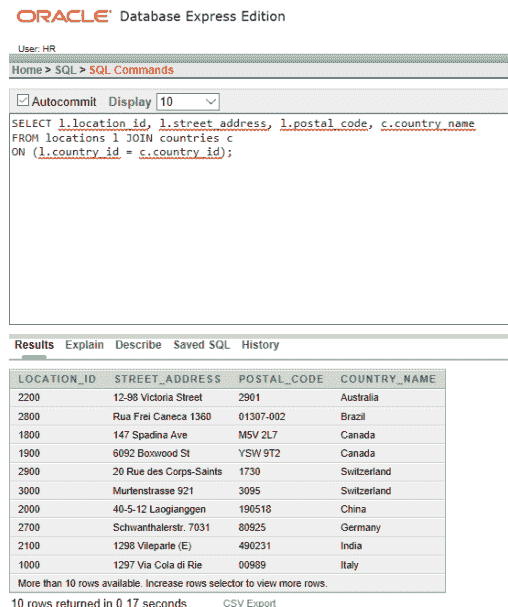 ORACLE Database Express Edition
User: HR
Home > SQL > SQL Commands
Autocommit Display 10
SELECT l.location_id, l.street_address, l.postal_code, c.country_name
FROM locations l JOIN countries c
ON (l.country_id = c.country_id);
Results Explain Describe Saved SQL History
LOCATION_ID STREET_ADDRESS POSTAL_CODE COUNTRY_NAME
2200 12-98 Victoria Street 2901 Australia
2800 Rua Frei Caneca 1360 01307-002 Brazil
1800 147 Spadina Ave M5V 2L7 Canada
1900 6092 Boxwood St YSW 9T2 Canada
2900 20 Rue des Corps-Saints 1730 Switzerland
3000 Murtenstrasse 921 3095 Switzerland
2000 40-5-12 Laogianggen 190518 China
2700 Schwanthalerstr. 7031 80925 Germany
2100 1298 Vileparle (E) 490231 India
1000 1297 Via Cola di Rie 00989 Italy
More than 10 rows available. Increase rows selector to view more rows.
10 rows returned in 0.17 seconds CSV Export